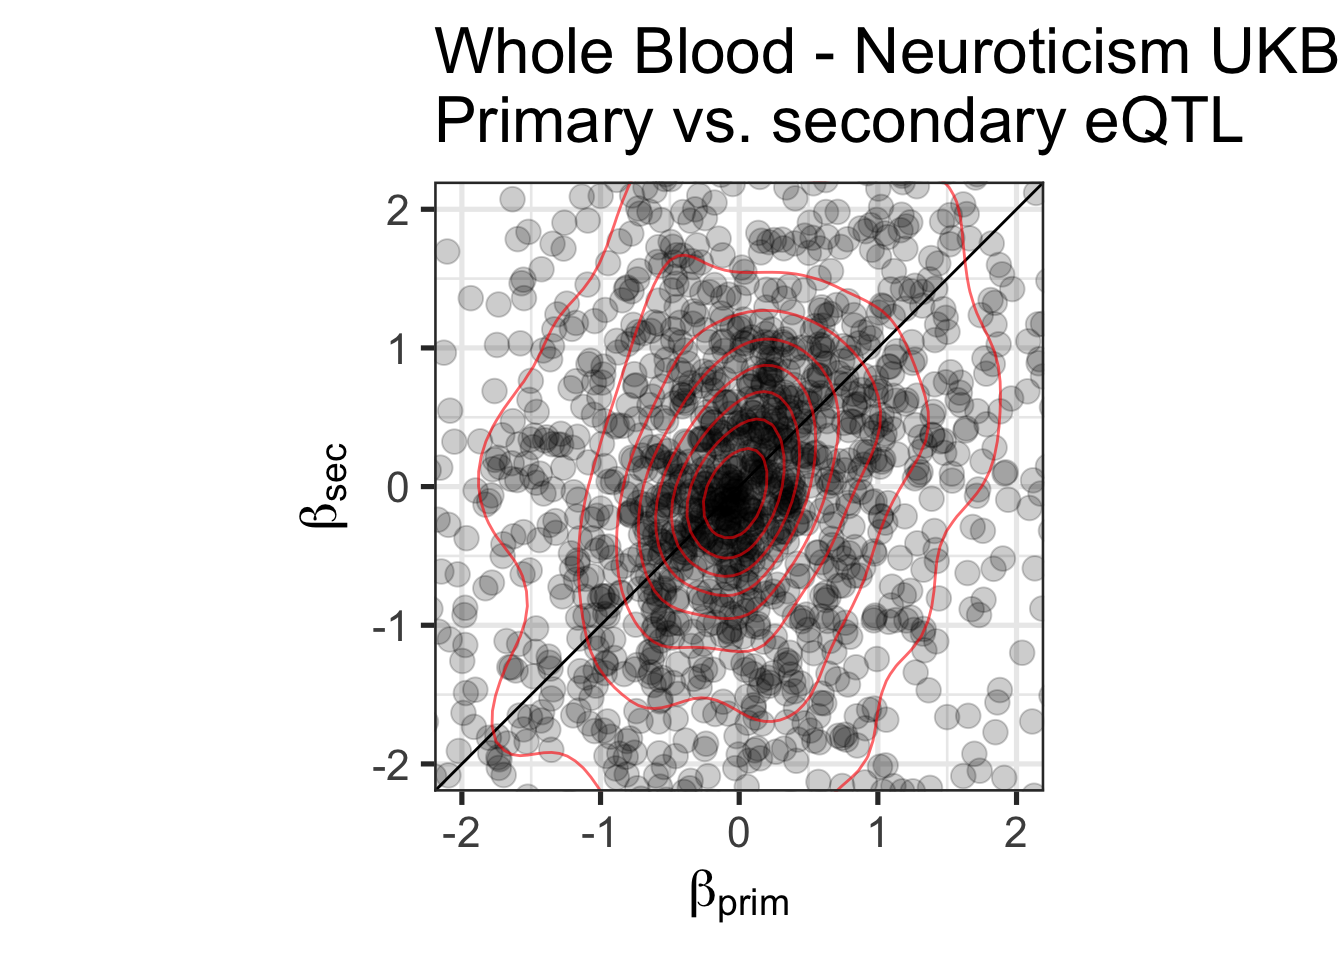 Whole Blood - Neuroticism UKB
Primary vs. secondary eQTL
2
1
0
-1
-2
βsec
-2 -1 0 1 2
βprim